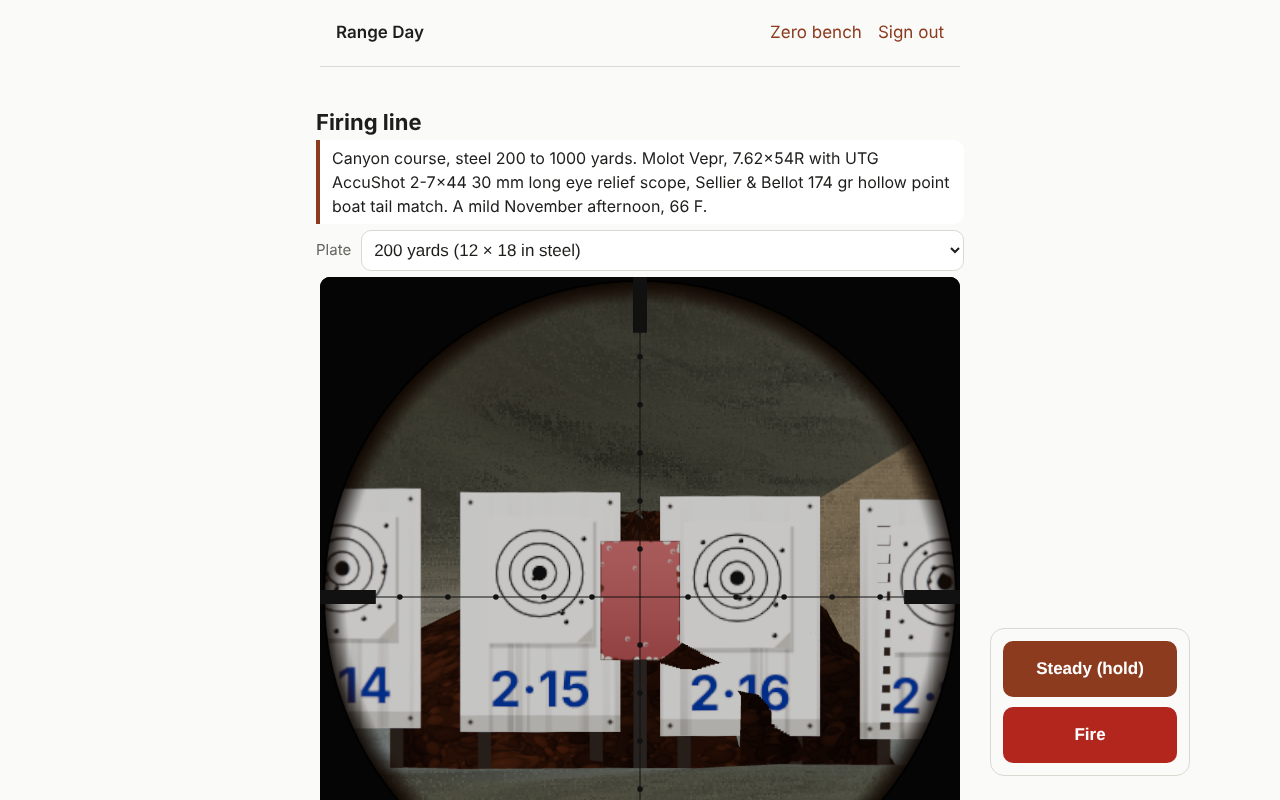 Range Day
Zero bench
Sign out
Firing line
Canyon course, steel 200 to 1000 yards. Molot Vepr, 7.62×54R with UTG
AccuShot 2-7×44 30 mm long eye relief scope, Sellier & Bellot 174 gr hollow point
boat tail match. A mild November afternoon, 66 F.
Plate
200 yards (12 × 18 in steel)
14
2·15
2·16
2·
Steady (hold)
Fire